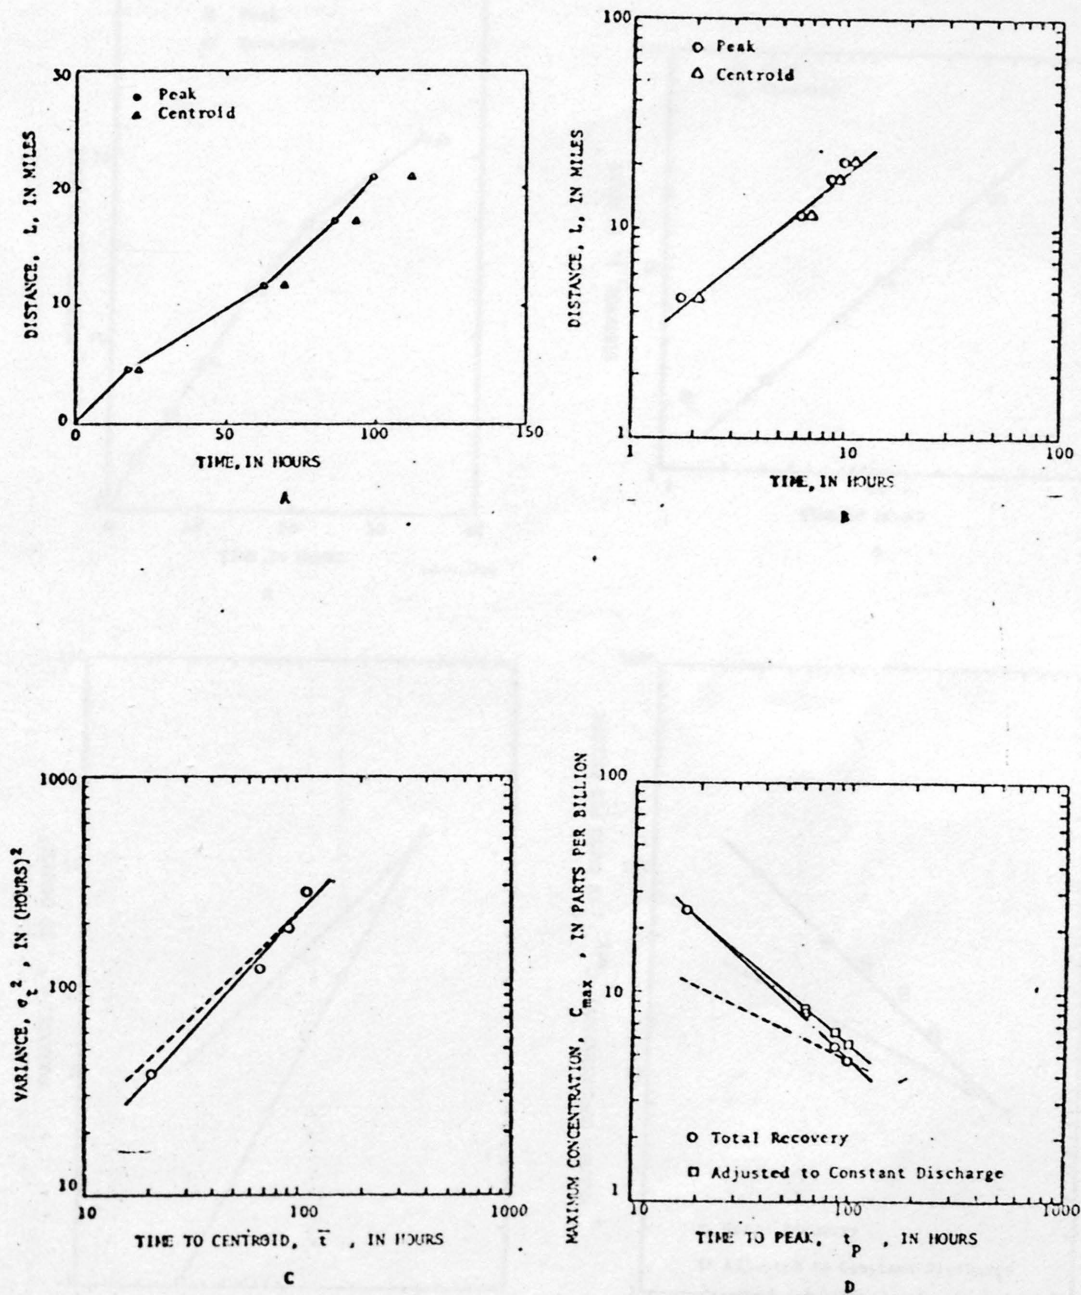 30
20
10
0
DISTANCE, L, IN MILES
Peak
Centroid
0
50
100
150
TIME, IN HOURS
A
100
10
1
DISTANCE, L, IN MILES
Peak
Centroid
1
10
100
TIME, IN HOURS
B
1000
100
10
VARIANCE, σt², IN (HOURS)²
10
100
1000
TIME TO CENTROID, t̄ , IN HOURS
C
100
10
1
MAXIMUM CONCENTRATION, Cmax , IN PARTS PER BILLION
Total Recovery
Adjusted to Constant Discharge
10
100
1000
TIME TO PEAK, tp , IN HOURS
D